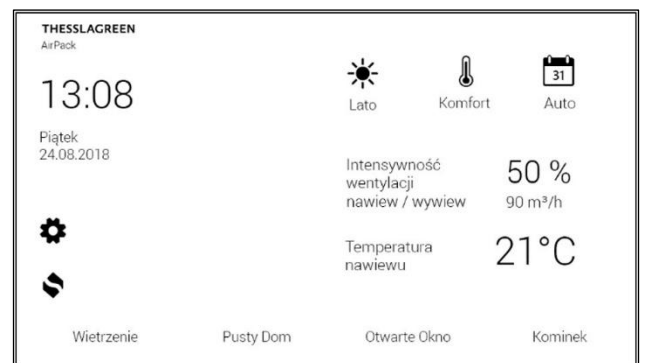 THESSLAGREEN
AirPack
13:08
Piątek
24.08.2018
31
Lato
Komfort
Auto
Intensywność
wentylacji
nawiew / wywiew
50 %
90 m³/h
Temperatura
nawiewu
21°C
Wietrzenie
Pusty Dom
Otwarte Okno
Kominek